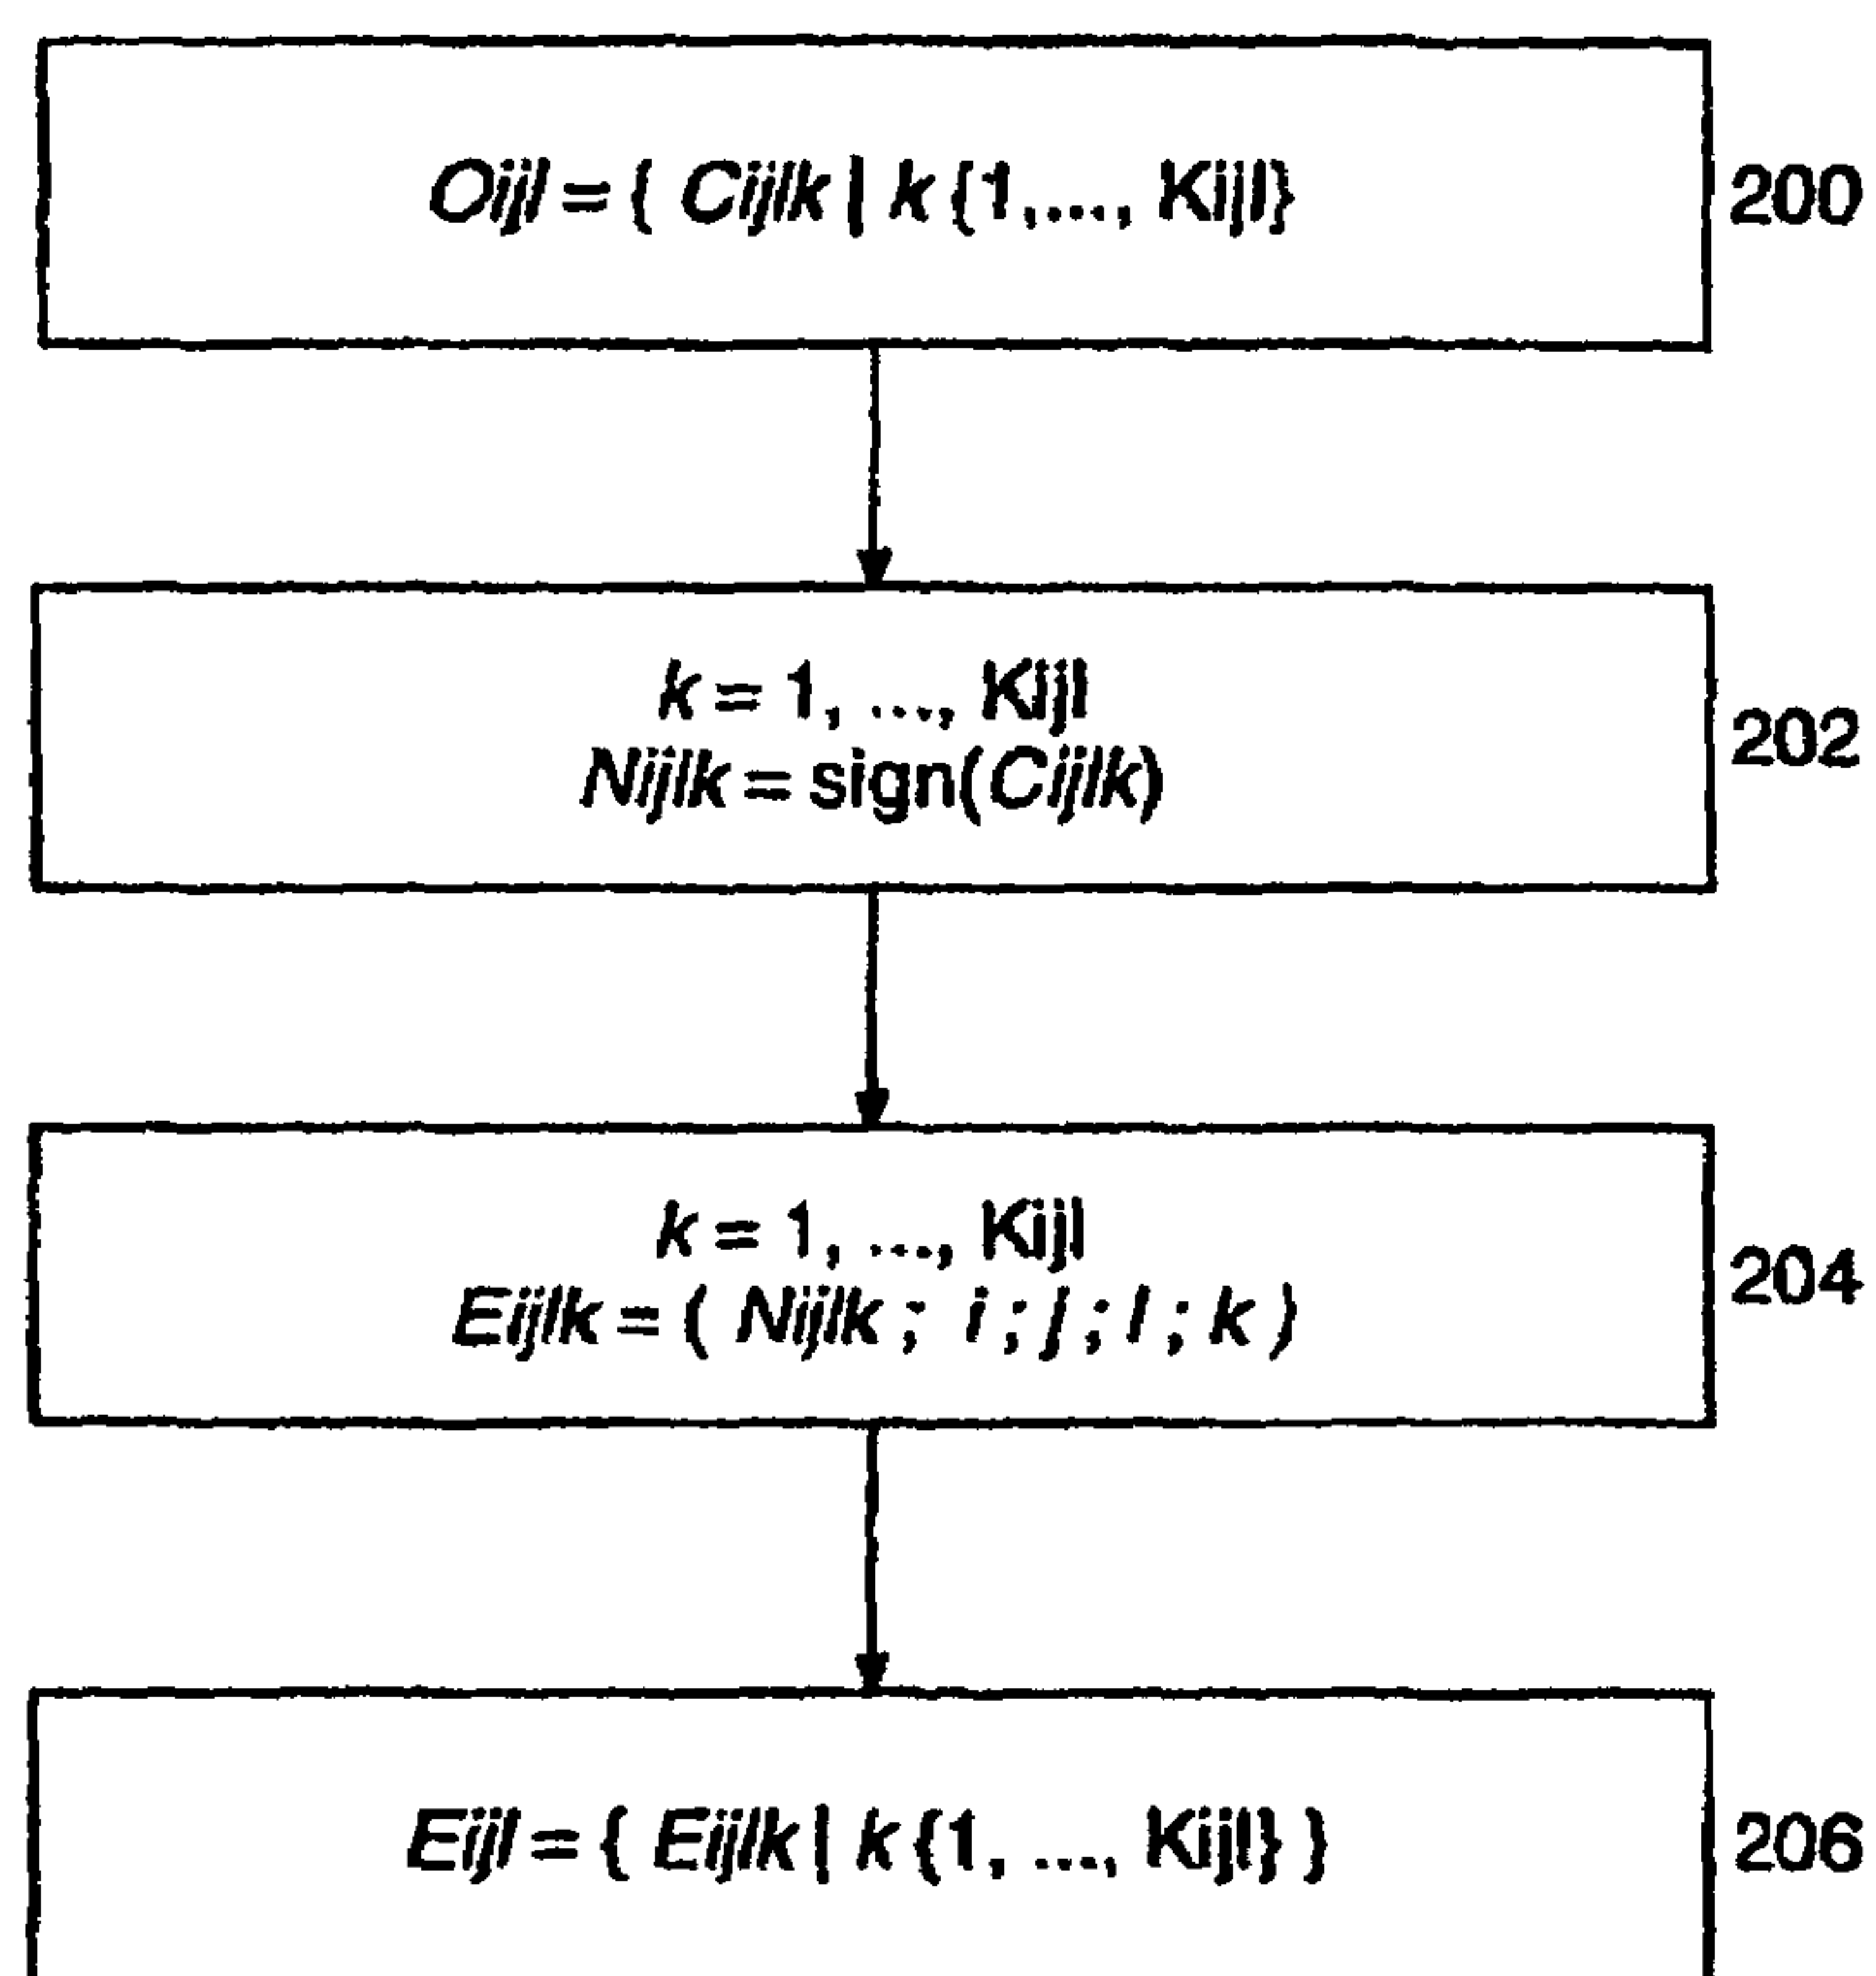 Oijl = { Cijlk | k {1,..., Kijl}
200
k = 1, ..., Kijl
Nijlk = sign(Cijlk)
202
k = 1, ..., Kijl
Eijlk = ( Nijlk ; i ; j ; l ; k )
204
Eijl = { Eijlk | k {1, ..., Kijl} }
206